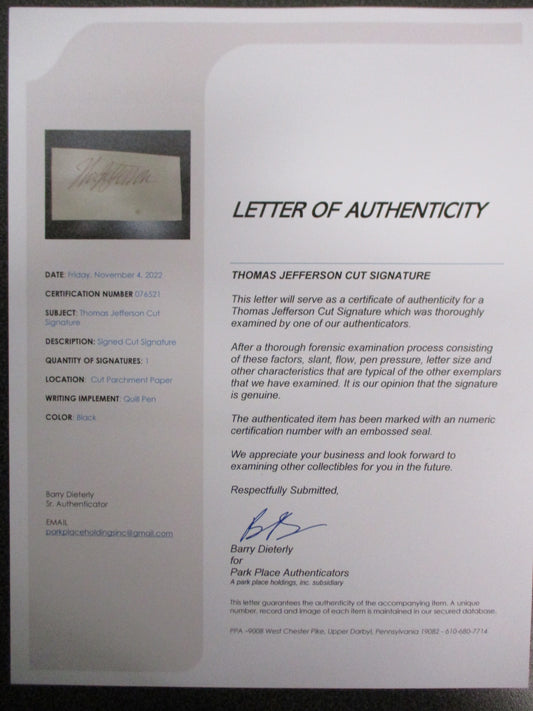 Th Jefferson
LETTER OF AUTHENTICITY
DATE: Friday, November 4, 2022
CERTIFICATION NUMBER 076521
SUBJECT: Thomas Jefferson Cut
Signature
DESCRIPTION: Signed Cut Signature
QUANTITY OF SIGNATURES: 1
LOCATION: Cut Parchment Paper
WRITING IMPLEMENT: Quill Pen
COLOR: Black
Barry Dieterly
Sr. Authenticator
EMAIL
parkplaceholdingsinc@gmail.com
THOMAS JEFFERSON CUT SIGNATURE
This letter will serve as a certificate of authenticity for a
Thomas Jefferson Cut Signature which was thoroughly
examined by one of our authenticators.
After a thorough forensic examination process consisting
of these factors, slant, flow, pen pressure, letter size and
other characteristics that are typical of the other exemplars
that we have examined. It is our opinion that the signature
is genuine.
The authenticated item has been marked with an numeric
certification number with an embossed seal.
We appreciate your business and look forward to
examining other collectibles for you in the future.
Respectfully Submitted,
Barry Dieterly
for
Park Place Authenticators
A park place holdings, inc. subsidiary
This letter guarantees the authenticity of the accompanying item. A unique
number, record and image of each item is maintained in our secured database.
PPA -9008 West Chester Pike, Upper Darbyl, Pennsylvania 19082 - 610-680-7714